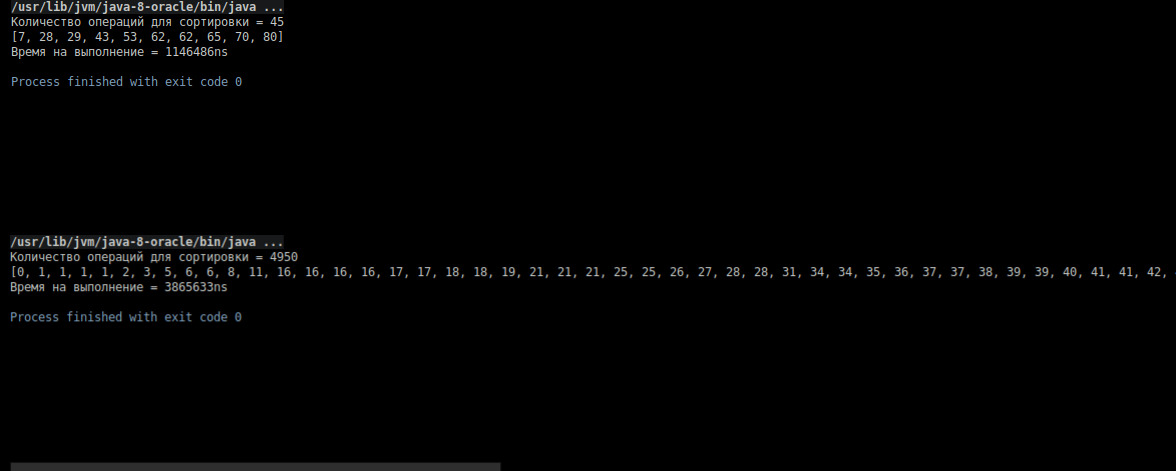 /usr/lib/jvm/java-8-oracle/bin/java ...
Количество операций для сортировки = 45
[7, 28, 29, 43, 53, 62, 62, 65, 70, 80]
Время на выполнение = 1146486ns
Process finished with exit code 0
/usr/lib/jvm/java-8-oracle/bin/java ...
Количество операций для сортировки = 4950
[0, 1, 1, 1, 1, 2, 3, 5, 6, 6, 8, 11, 16, 16, 16, 16, 17, 17, 18, 18, 19, 21, 21, 21, 25, 25, 26, 27, 28, 28, 31, 34, 34, 35, 36, 37, 37, 38, 39, 39, 40, 41, 41, 42,
Время на выполнение = 3865633ns
Process finished with exit code 0